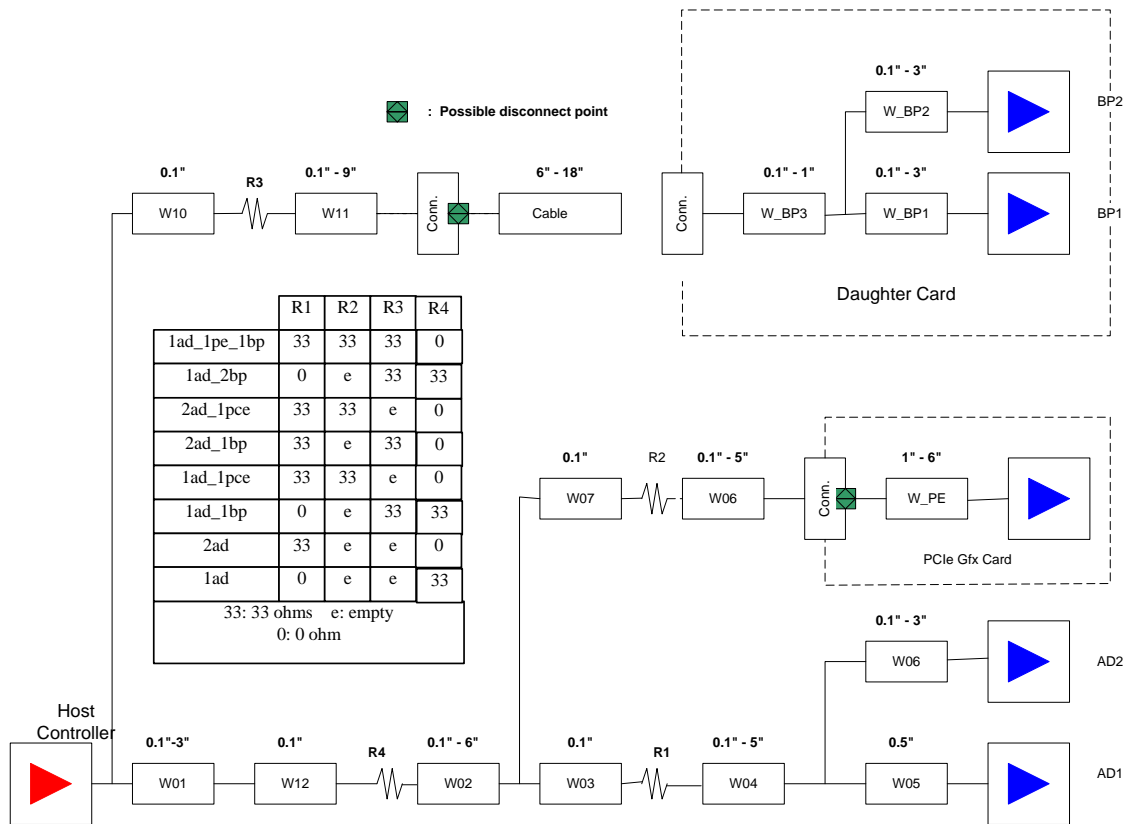 0.1" - 3"
W_BP2
BP2
: Possible disconnect point
0.1"
R3
0.1" - 9"
6" - 18"
0.1" - 1"
0.1" - 3"
W10
W11
Conn.
Cable
Conn.
W_BP3
W_BP1
BP1
Daughter Card
R1 R2 R3 R4
1ad_1pe_1bp 33 33 33 0
1ad_2bp 0 e 33 33
2ad_1pce 33 33 e 0
2ad_1bp 33 e 33 0
1ad_1pce 33 33 e 0
1ad_1bp 0 e 33 33
2ad 33 e e 0
1ad 0 e e 33
33: 33 ohms e: empty
0: 0 ohm
0.1"
R2
0.1" - 5"
1" - 6"
W07
W06
Conn.
W_PE
PCIe Gfx Card
0.1" - 3"
W06
AD2
Host
Controller
0.1"-3"
0.1"
R4
0.1" - 6"
0.1"
R1
0.1" - 5"
0.5"
W01
W12
W02
W03
W04
W05
AD1